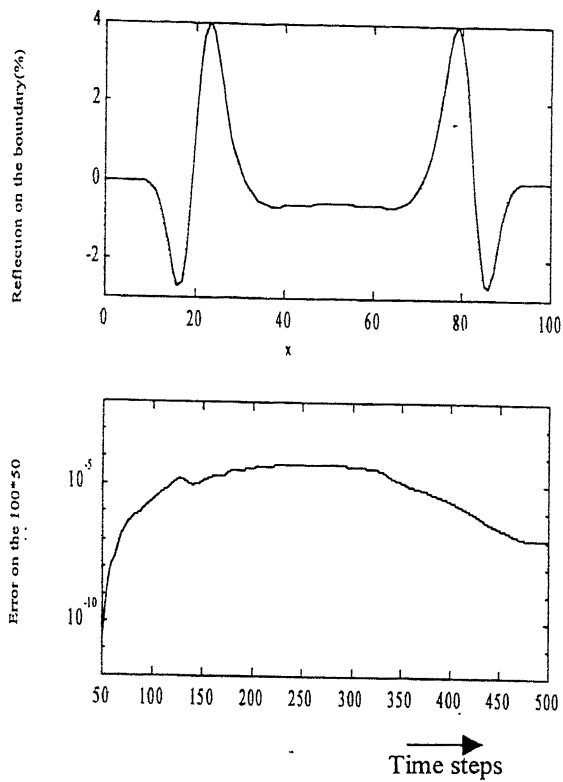 Reflection on the boundary(%)
4
2
0
-2
0 20 40 60 80 100
x
Error on the 100*50
10-5
10-10
50 100 150 200 250 300 350 400 450 500
Time steps